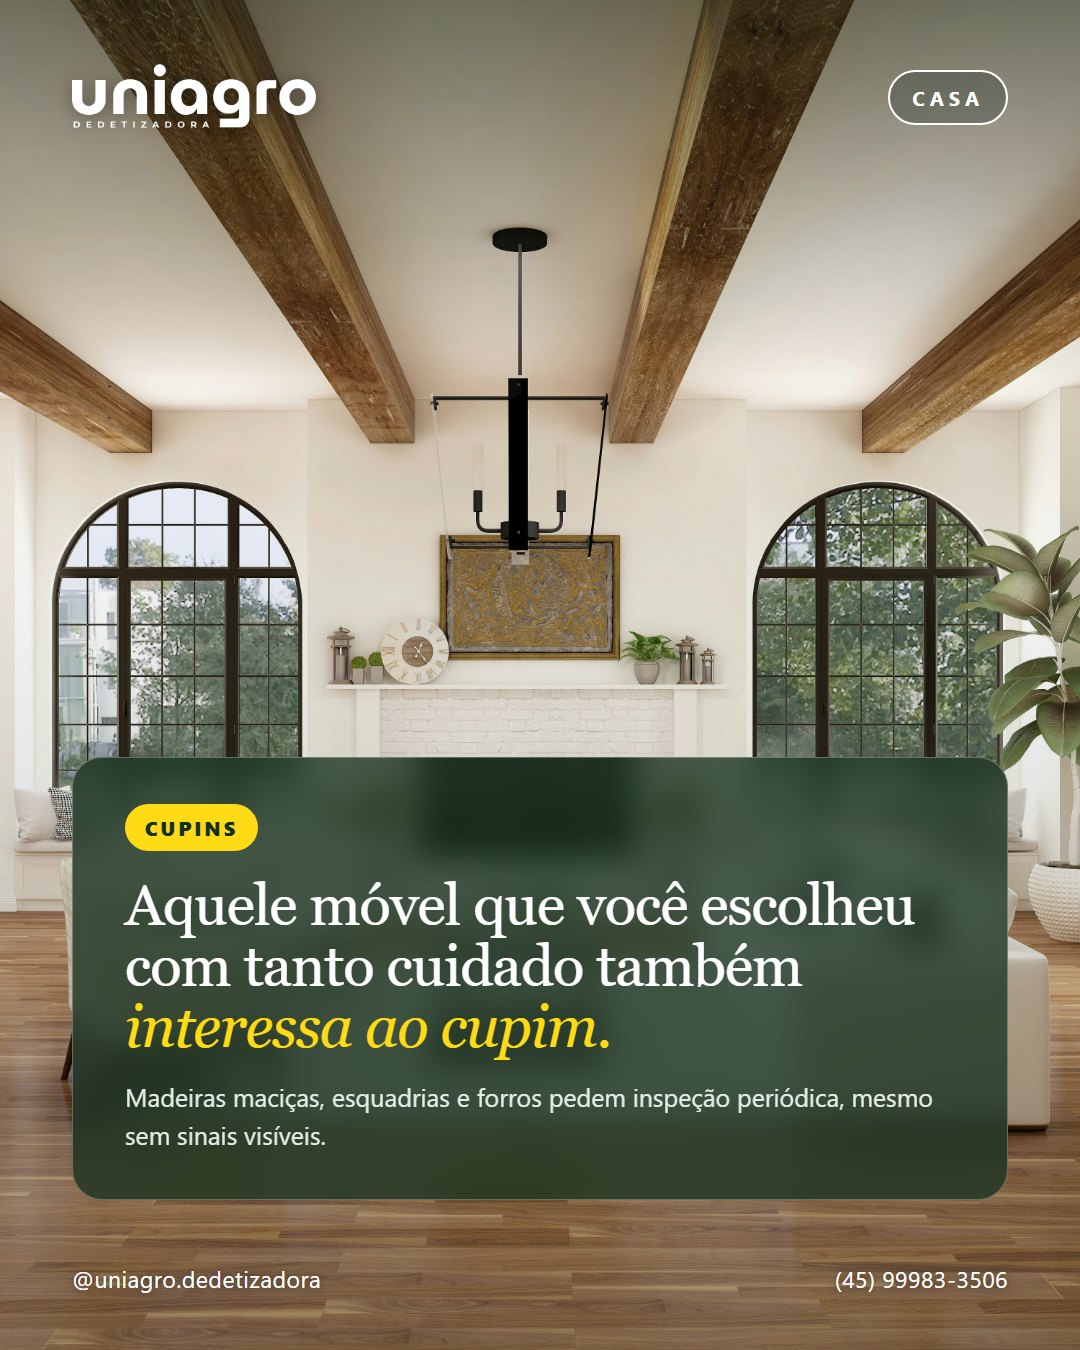 uniagro
DEDETIZADORA
CASA
CUPINS
Aquele móvel que você escolheu
com tanto cuidado também
interessa ao cupim.
Madeiras maciças, esquadrias e forros pedem inspeção periódica, mesmo
sem sinais visíveis.
@uniagro.dedetizadora
(45) 99983-3506